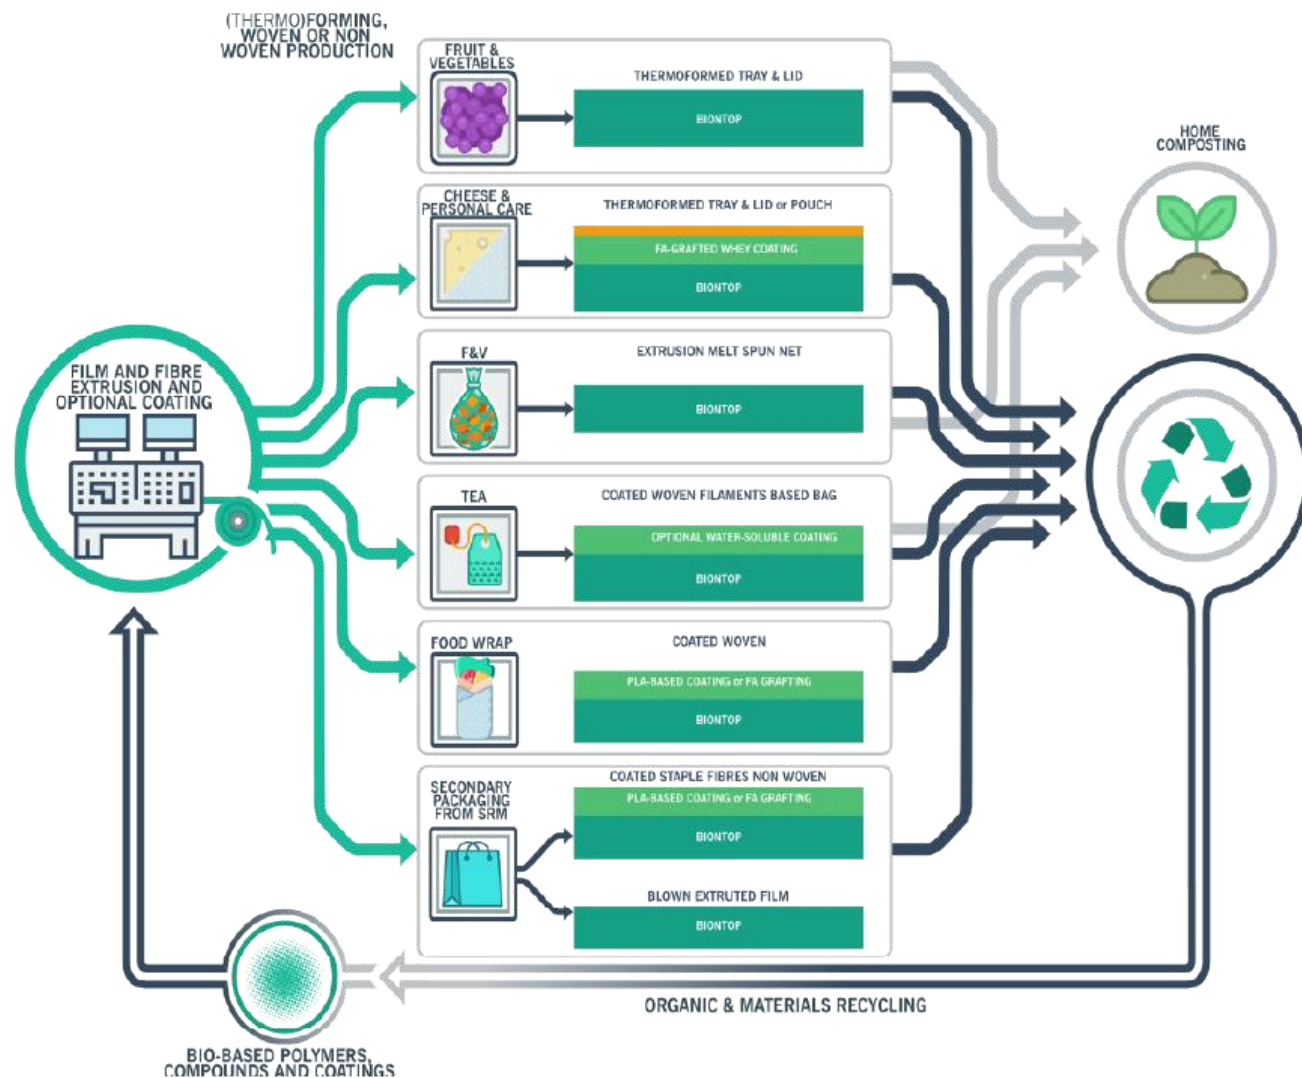 (THERMO)FORMING,
WOVEN OR NON
WOVEN PRODUCTION
FRUIT &
VEGETABLES
THERMOFORMED TRAY & LID
BIONTOP
HOME
COMPOSTING
CHEESE &
PERSONAL CARE
THERMOFORMED TRAY & LID or POUCH
FA-GRAFTED WHEY COATING
BIONTOP
FILM AND FIBRE
EXTRUSION AND
OPTIONAL COATING
F&V
EXTRUSION MELT SPUN NET
BIONTOP
TEA
COATED WOVEN FILAMENTS BASED BAG
OPTIONAL WATER-SOLUBLE COATING
BIONTOP
FOOD WRAP
COATED WOVEN
PLA-BASED COATING or FA GRAFTING
BIONTOP
SECONDARY
PACKAGING
FROM SRM
COATED STAPLE FIBRES NON WOVEN
PLA-BASED COATING or FA GRAFTING
BIONTOP
BLOWN EXTRUTED FILM
BIONTOP
ORGANIC & MATERIALS RECYCLING
BIO-BASED POLYMERS,
COMPOUNDS AND COATINGS